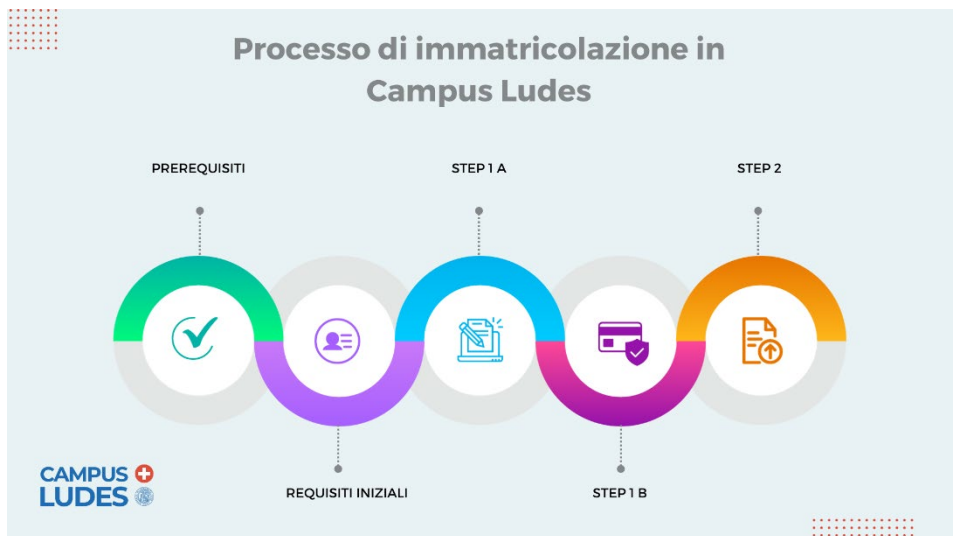 Processo di immatricolazione in
Campus Ludes
PREREQUISITI
STEP 1 A
STEP 2
REQUISITI INIZIALI
STEP 1 B
CAMPUS
LUDES